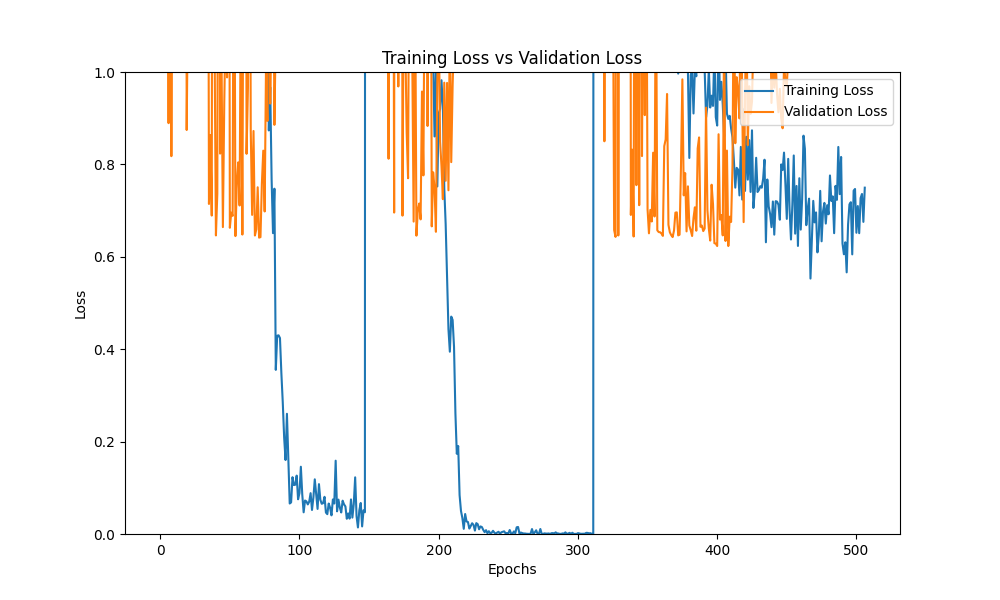 Training Loss vs Validation Loss
Training Loss
Validation Loss
Loss
1.0
0.8
0.6
0.4
0.2
0.0
0 100 200 300 400 500
Epochs